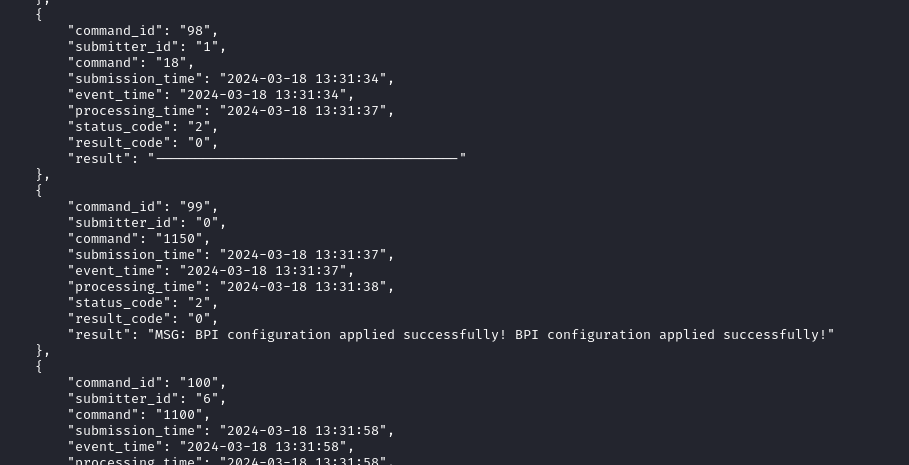 },
{
"command_id": "98",
"submitter_id": "1",
"command": "18",
"submission_time": "2024-03-18 13:31:34",
"event_time": "2024-03-18 13:31:34",
"processing_time": "2024-03-18 13:31:37",
"status_code": "2",
"result_code": "0",
"result": "--------------------------------------"
},
{
"command_id": "99",
"submitter_id": "0",
"command": "1150",
"submission_time": "2024-03-18 13:31:37",
"event_time": "2024-03-18 13:31:37",
"processing_time": "2024-03-18 13:31:38",
"status_code": "2",
"result_code": "0",
"result": "MSG: BPI configuration applied successfully! BPI configuration applied successfully!"
},
{
"command_id": "100",
"submitter_id": "6",
"command": "1100",
"submission_time": "2024-03-18 13:31:58",
"event_time": "2024-03-18 13:31:58",
"processing_time": "2024-03-18 13:31:58",